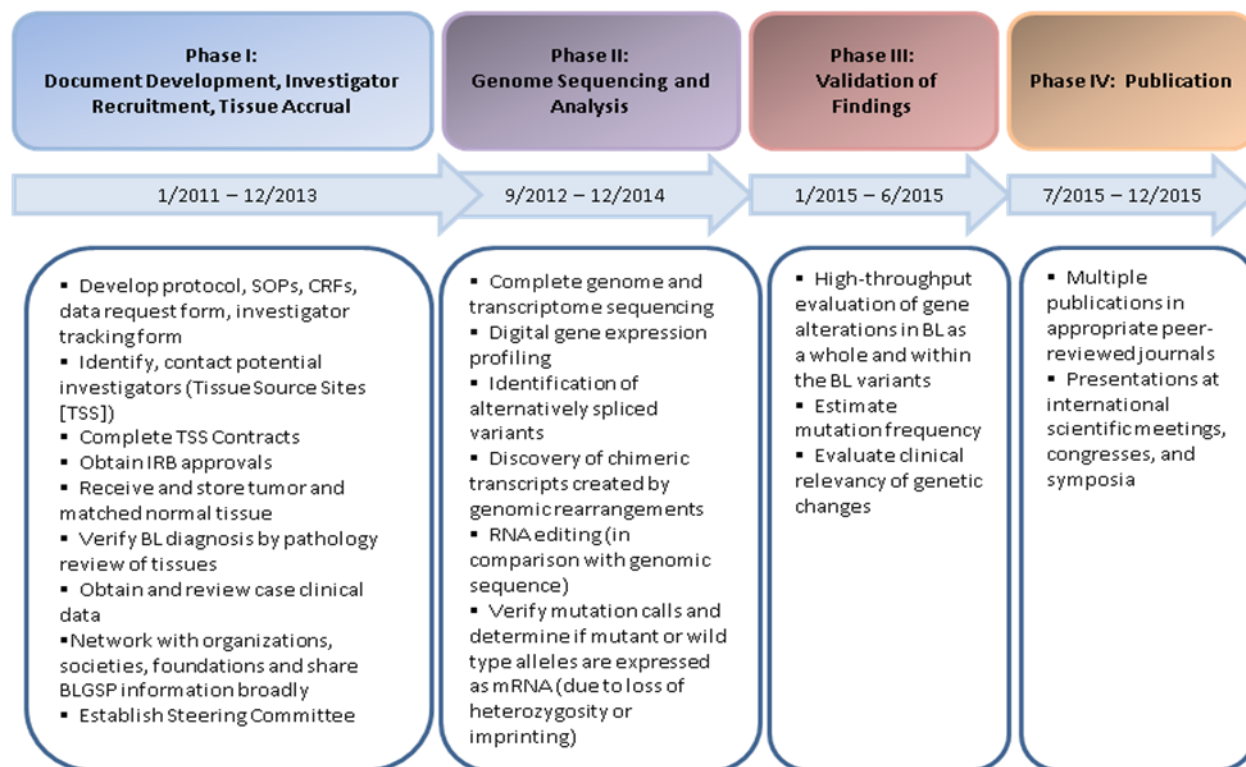 Phase I:
Document Development, Investigator
Recruitment, Tissue Accrual
Phase II:
Genome Sequencing and
Analysis
Phase III:
Validation of
Findings
Phase IV: Publication
1/2011 – 12/2013
9/2012 – 12/2014
1/2015 – 6/2015
7/2015 – 12/2015
▪ Develop protocol, SOPs, CRFs,
data request form, investigator
tracking form
▪ Identify, contact potential
investigators (Tissue Source Sites
[TSS])
▪ Complete TSS Contracts
▪ Obtain IRB approvals
▪ Receive and store tumor and
matched normal tissue
▪ Verify BL diagnosis by pathology
review of tissues
▪ Obtain and review case clinical
data
▪Network with organizations,
societies, foundations and share
BLGSP information broadly
▪ Establish Steering Committee
▪ Complete genome and
transcriptome sequencing
▪ Digital gene expression
profiling
▪ Identification of
alternatively spliced
variants
▪ Discovery of chimeric
transcripts created by
genomic rearrangements
▪ RNA editing (in
comparison with genomic
sequence)
▪ Verify mutation calls and
determine if mutant or wild
type alleles are expressed
as mRNA (due to loss of
heterozygosity or
imprinting)
▪ High-throughput
evaluation of gene
alterations in BL as
a whole and within
the BL variants
▪ Estimate
mutation frequency
▪ Evaluate clinical
relevancy of genetic
changes
▪ Multiple
publications in
appropriate peer-
reviewed journals
▪ Presentations at
international
scientific meetings,
congresses, and
symposia